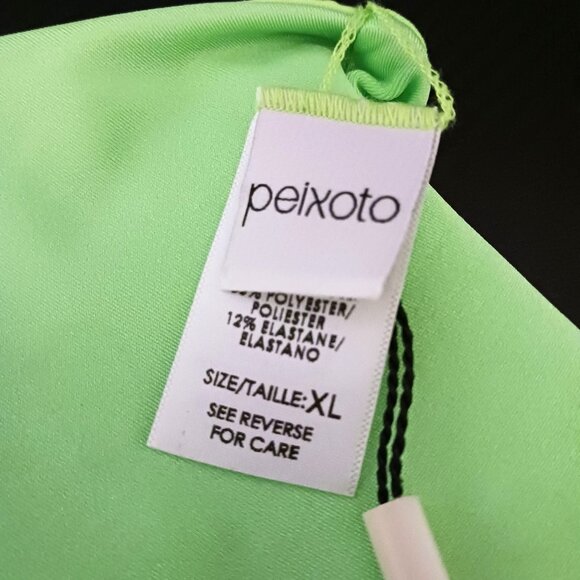 peixoto
POLYESTER/
POLIESTER
12% ELASTANE/
ELASTANO
SIZE/TAILLE:XL
SEE REVERSE
FOR CARE